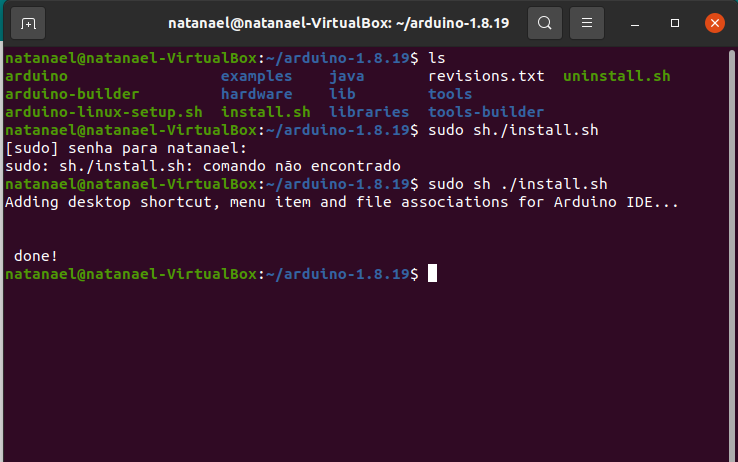 natanael@natanael-VirtualBox: ~/arduino-1.8.19
natanael@natanael-VirtualBox:~/arduino-1.8.19$ ls
arduino examples java revisions.txt uninstall.sh
arduino-builder hardware lib tools
arduino-linux-setup.sh install.sh libraries tools-builder
natanael@natanael-VirtualBox:~/arduino-1.8.19$ sudo sh./install.sh
[sudo] senha para natanael:
sudo: sh./install.sh: comando não encontrado
natanael@natanael-VirtualBox:~/arduino-1.8.19$ sudo sh ./install.sh
Adding desktop shortcut, menu item and file associations for Arduino IDE...
done!
natanael@natanael-VirtualBox:~/arduino-1.8.19$